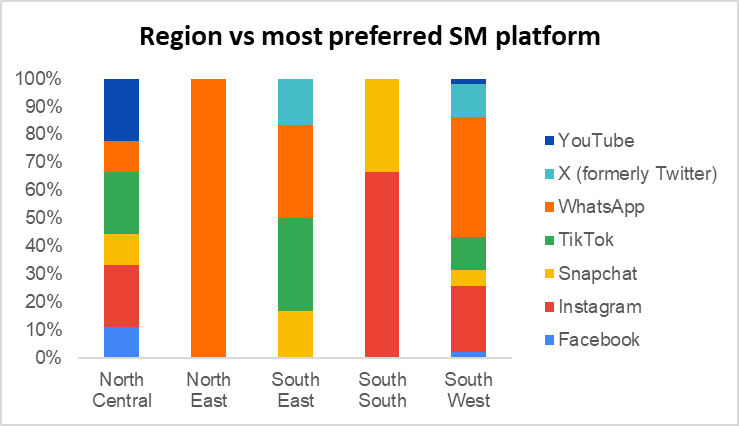 Region vs most preferred SM platform
100%
90%
80%
70%
60%
50%
40%
30%
20%
10%
0%
North
Central
North
East
South
East
South
South
South
West
YouTube
X (formerly Twitter)
WhatsApp
TikTok
Snapchat
Instagram
Facebook